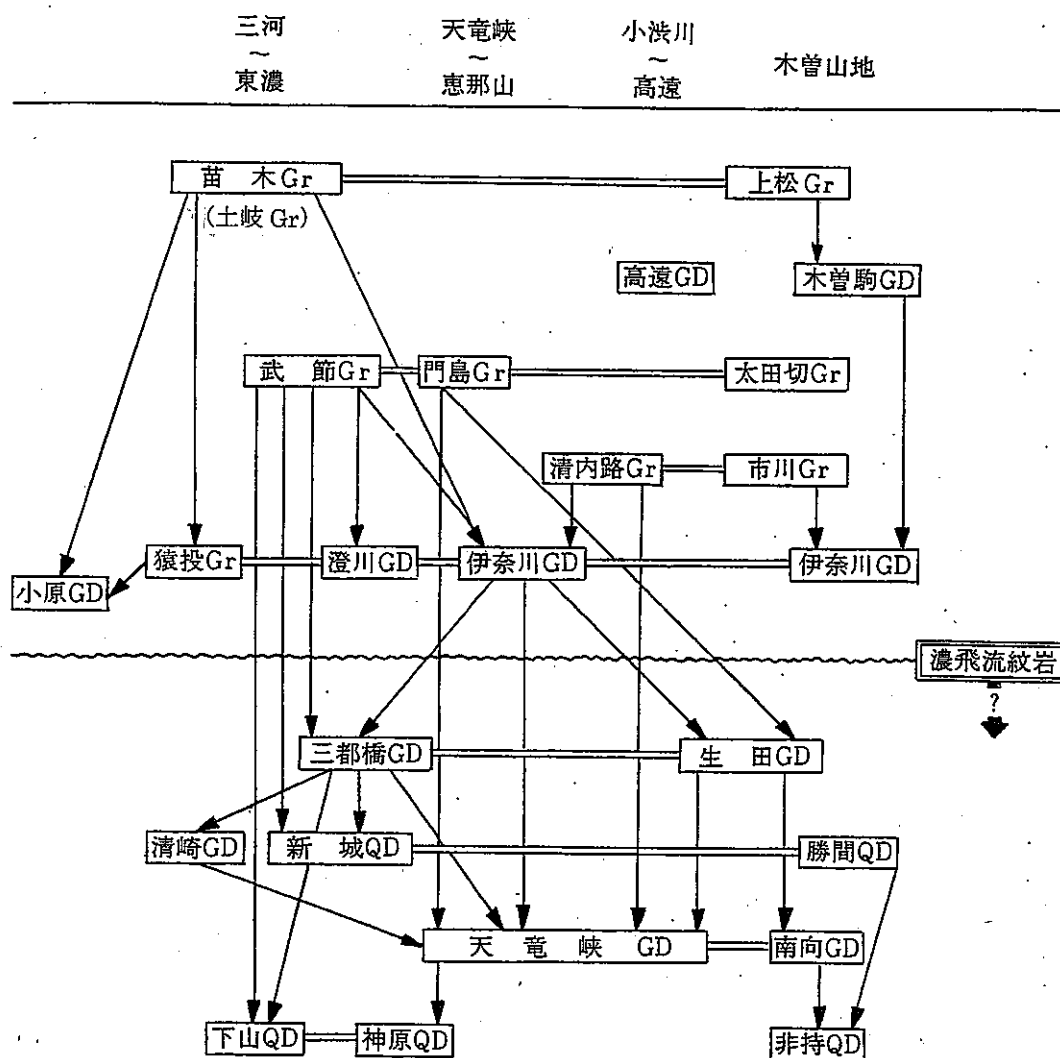 三河
～
東濃
天竜峡
～
恵那山
小渋川
～
高遠
木曽山地
苗木Gr
上松Gr
(土岐Gr)
高遠GD
木曽駒GD
武節Gr
門島Gr
太田切Gr
清内路Gr
市川Gr
猿投Gr
澄川GD
伊奈川GD
伊奈川GD
小原GD
濃飛流紋岩
?
三都橋GD
生田GD
清崎GD
新城QD
勝間QD
天竜峡GD
南向GD
下山QD
神原QD
非持QD